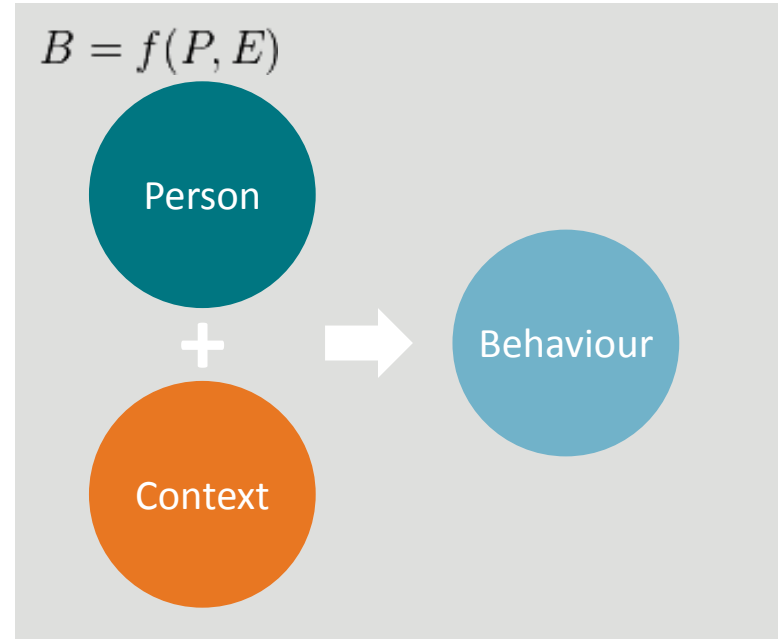 B = f(P, E)
Person
+
Context
Behaviour